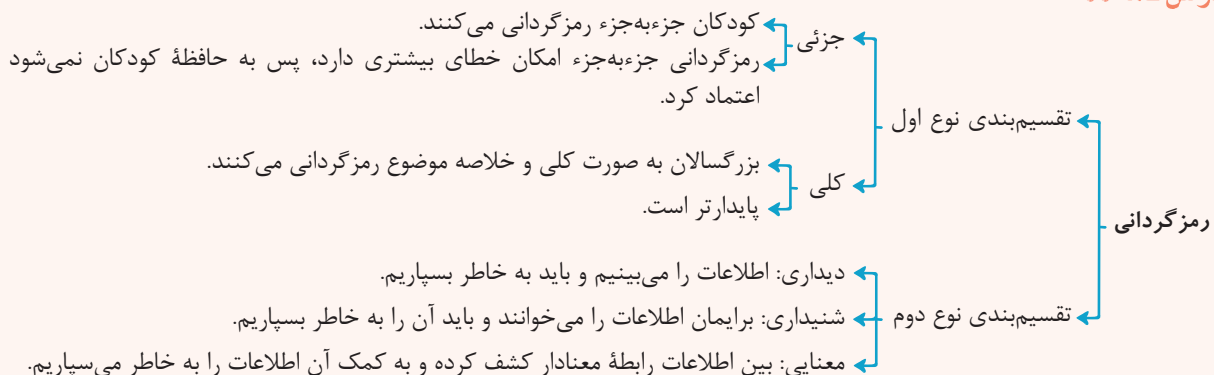 کودکان جزءبه‌جزء رمزگردانی می‌کنند.
جزئی
رمزگردانی جزءبه‌جزء امکان خطای بیشتری دارد، پس به حافظهٔ کودکان نمی‌شود
اعتماد کرد.
تقسیم‌بندی نوع اول
بزرگسالان به صورت کلی و خلاصه موضوع رمزگردانی می‌کنند.
کلی
پایدارتر است.
رمزگردانی
دیداری: اطلاعات را می‌بینیم و باید به خاطر بسپاریم.
تقسیم‌بندی نوع دوم
شنیداری: برایمان اطلاعات را می‌خوانند و باید آن را به خاطر بسپاریم.
معنایی: بین اطلاعات رابطهٔ معنادار کشف کرده و به کمک آن اطلاعات را به خاطر می‌سپاریم.